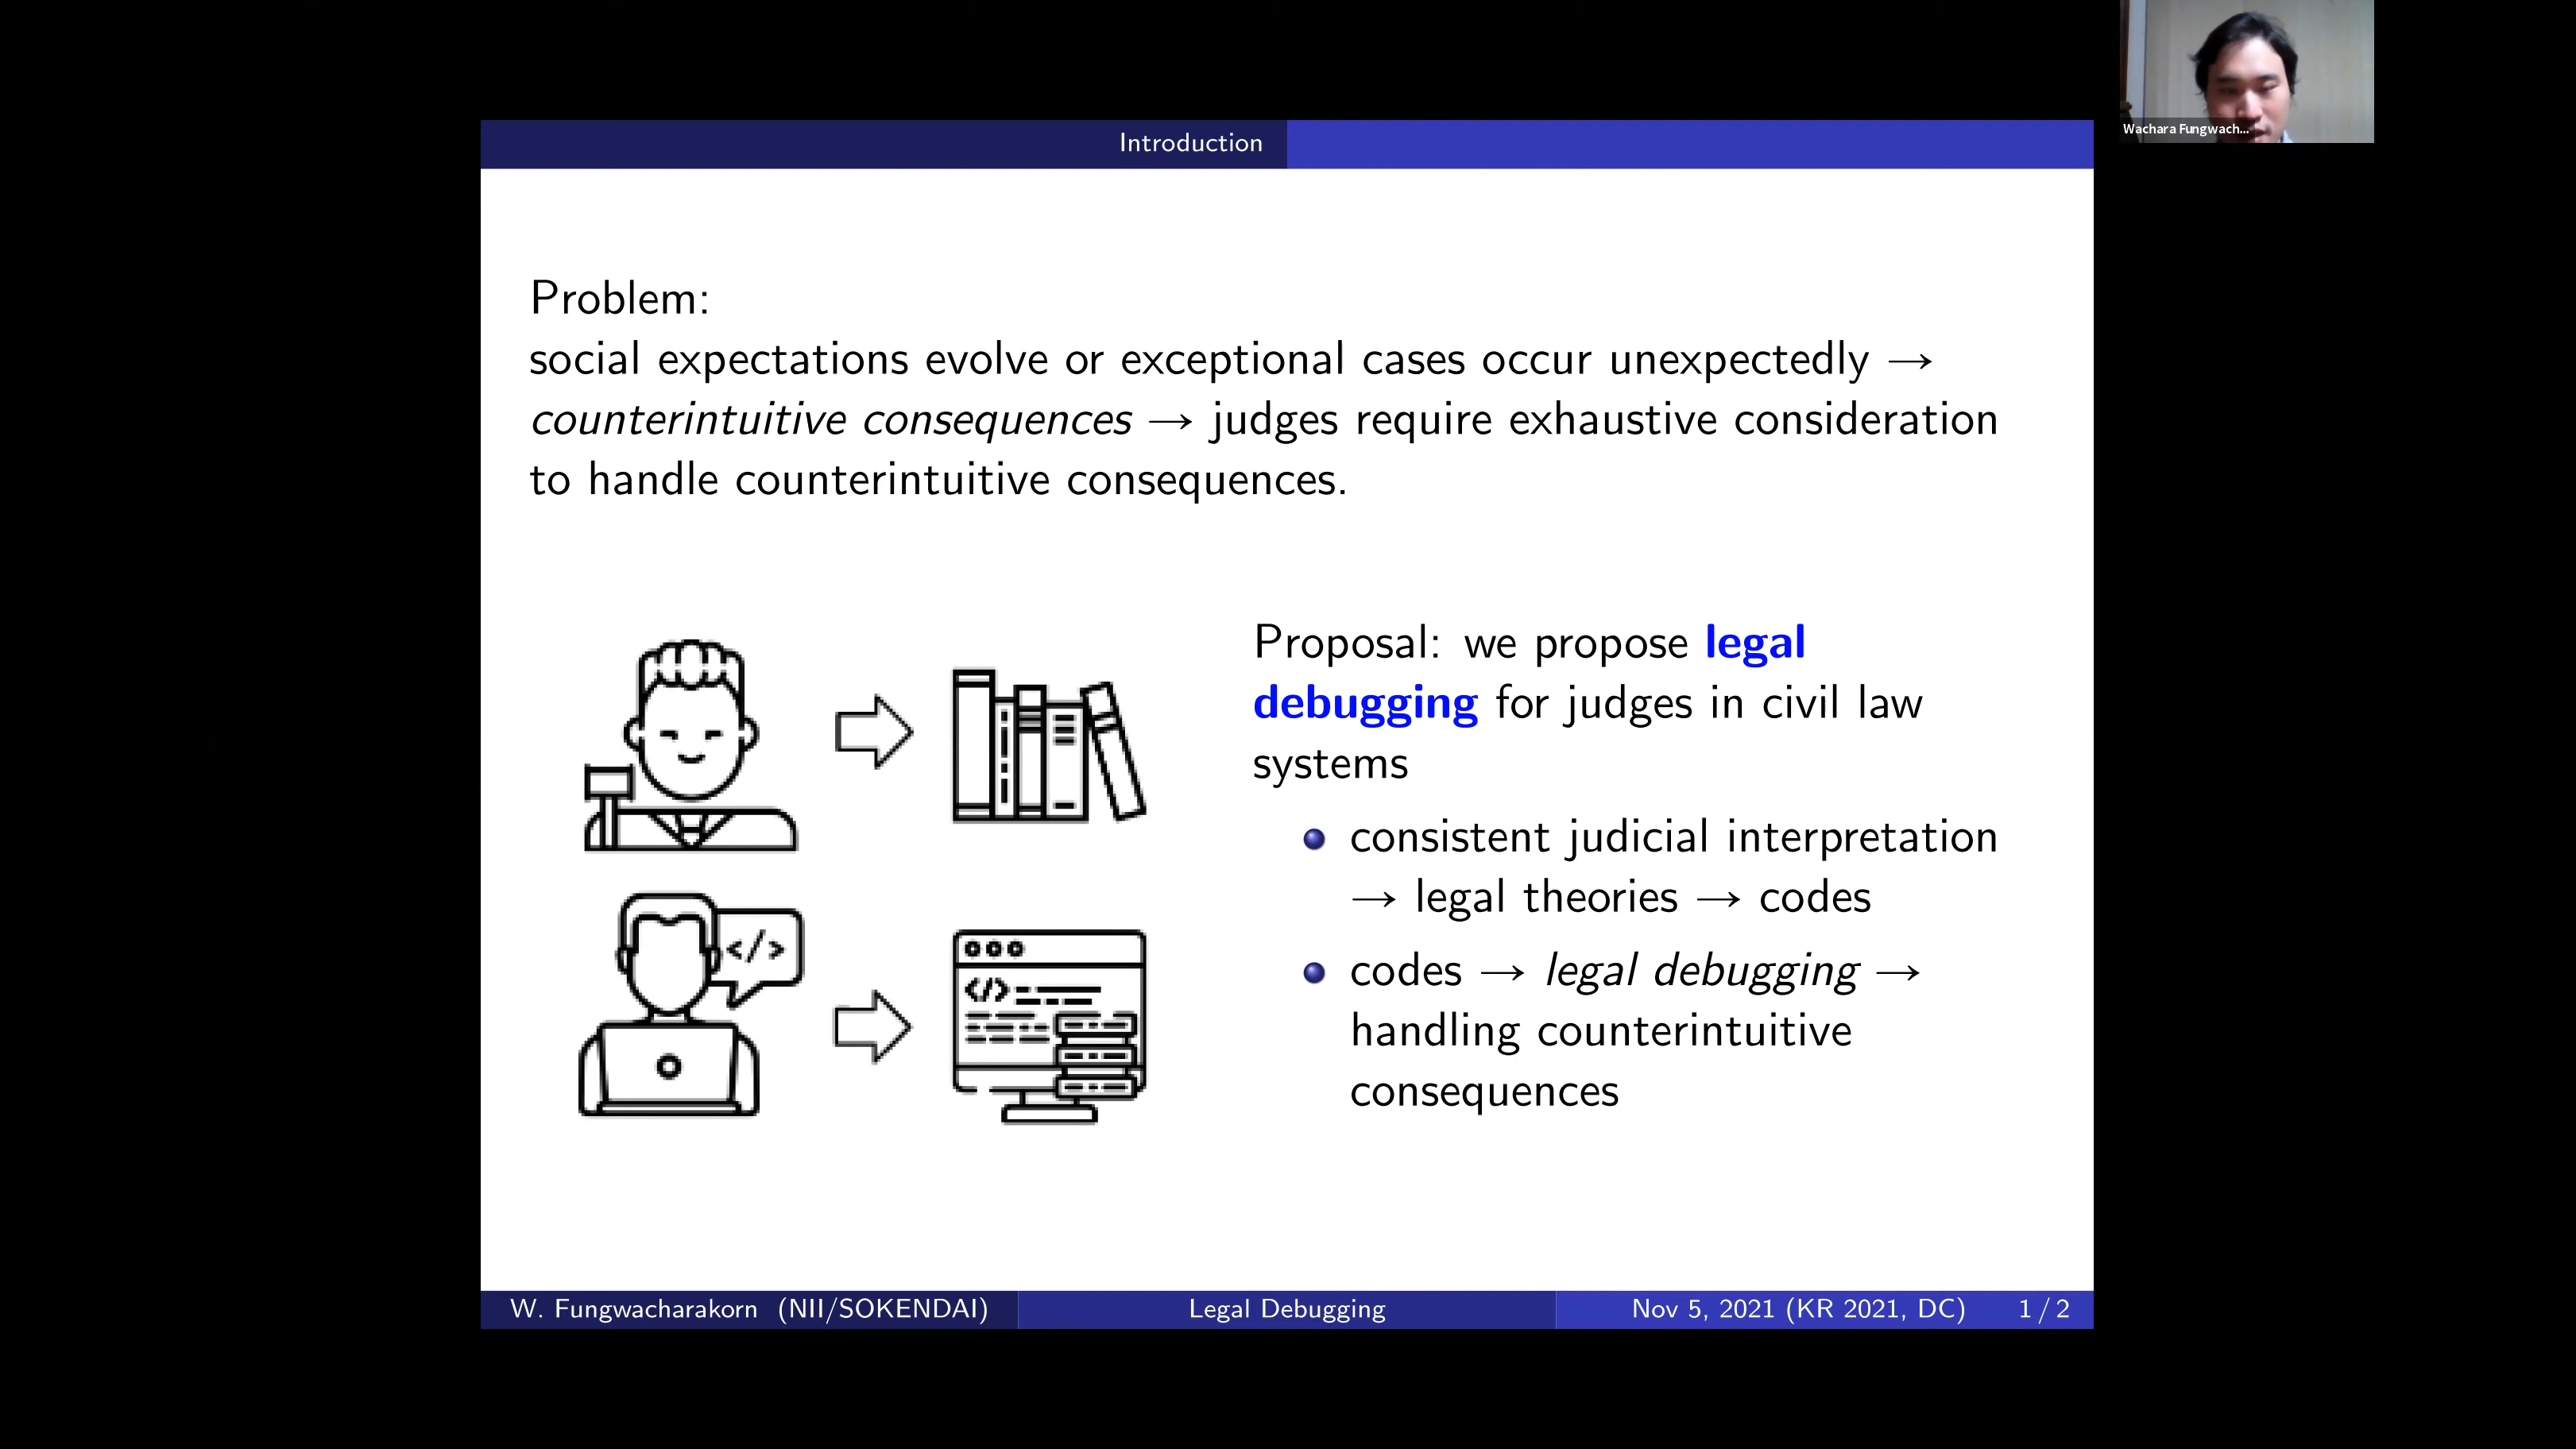 Wachara Fungwach...
Introduction
Problem:
social expectations evolve or exceptional cases occur unexpectedly →
counterintuitive consequences → judges require exhaustive consideration
to handle counterintuitive consequences.
</>
</>
Proposal: we propose legal
debugging for judges in civil law
systems
consistent judicial interpretation
→ legal theories → codes
codes → legal debugging →
handling counterintuitive
consequences
W. Fungwacharakorn (NII/SOKENDAI)
Legal Debugging
Nov 5, 2021 (KR 2021, DC)
1 / 2